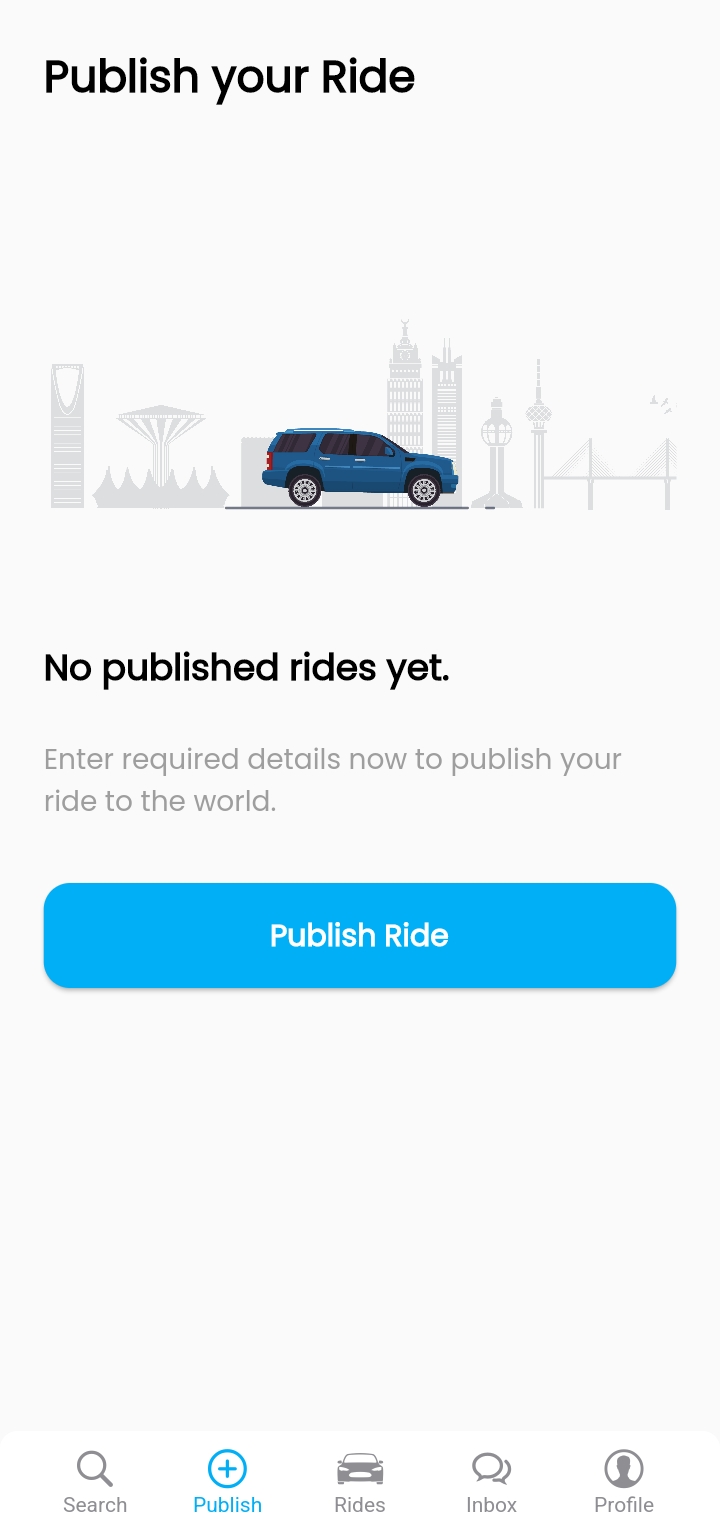 Publish your Ride
No published rides yet.
Enter required details now to publish your
ride to the world.
Publish Ride
Search
Publish
Rides
Inbox
Profile